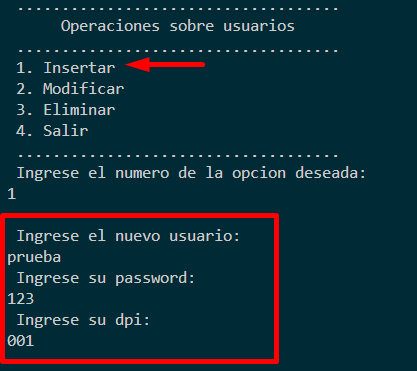 ....................................
Operaciones sobre usuarios
....................................
1. Insertar
2. Modificar
3. Eliminar
4. Salir
....................................
Ingrese el numero de la opcion deseada:
1
Ingrese el nuevo usuario:
prueba
Ingrese su password:
123
Ingrese su dpi:
001